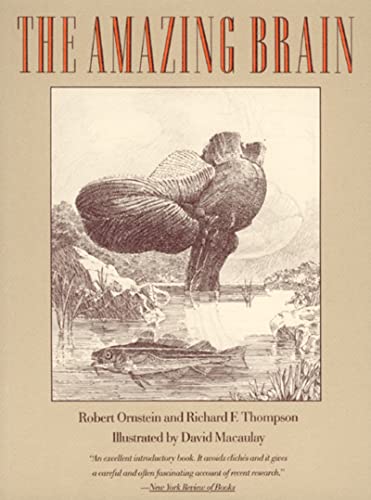 THE AMAZING BRAIN
Robert Ornstein and Richard F. Thompson
Illustrated by David Macaulay
"An excellent introductory book. It avoids clichés and it gives
a careful and often fascinating account of recent research,"
—New York Review of Books